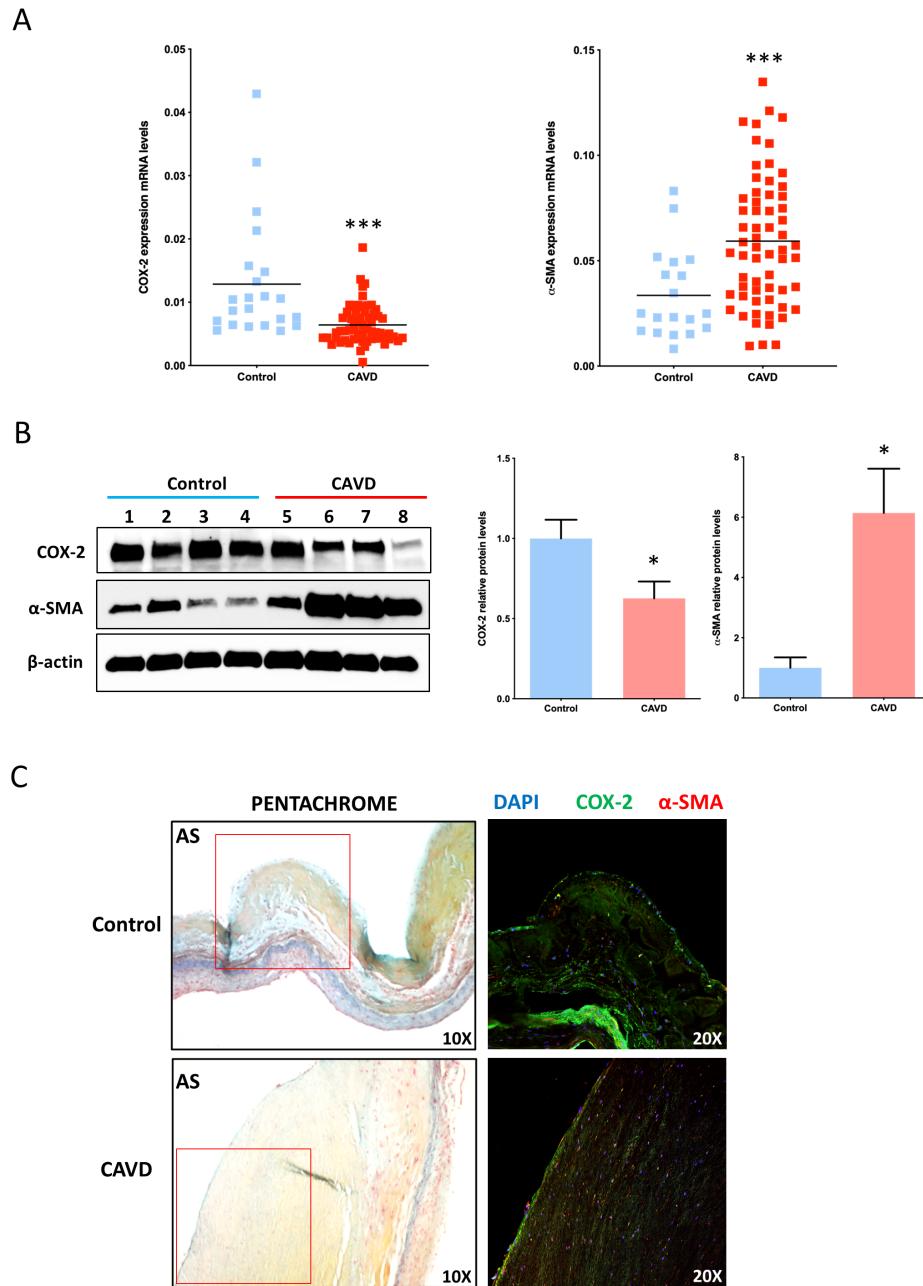 A
COX-2 expression mRNA levels
0.05
0.04
0.03
0.02
0.01
0.00
***
Control
CAVD
α-SMA expression mRNA levels
0.15
0.10
0.05
0.00
***
Control
CAVD
B
Control CAVD
1 2 3 4 5 6 7 8
COX-2
α-SMA
β-actin
COX-2 relative protein levels
1.5
1.0
0.5
0.0
*
Control
CAVD
α-SMA relative protein levels
8
6
4
2
0
*
Control
CAVD
C
PENTACHROME
DAPI COX-2 α-SMA
Control
AS
10X
20X
CAVD
AS
10X
20X